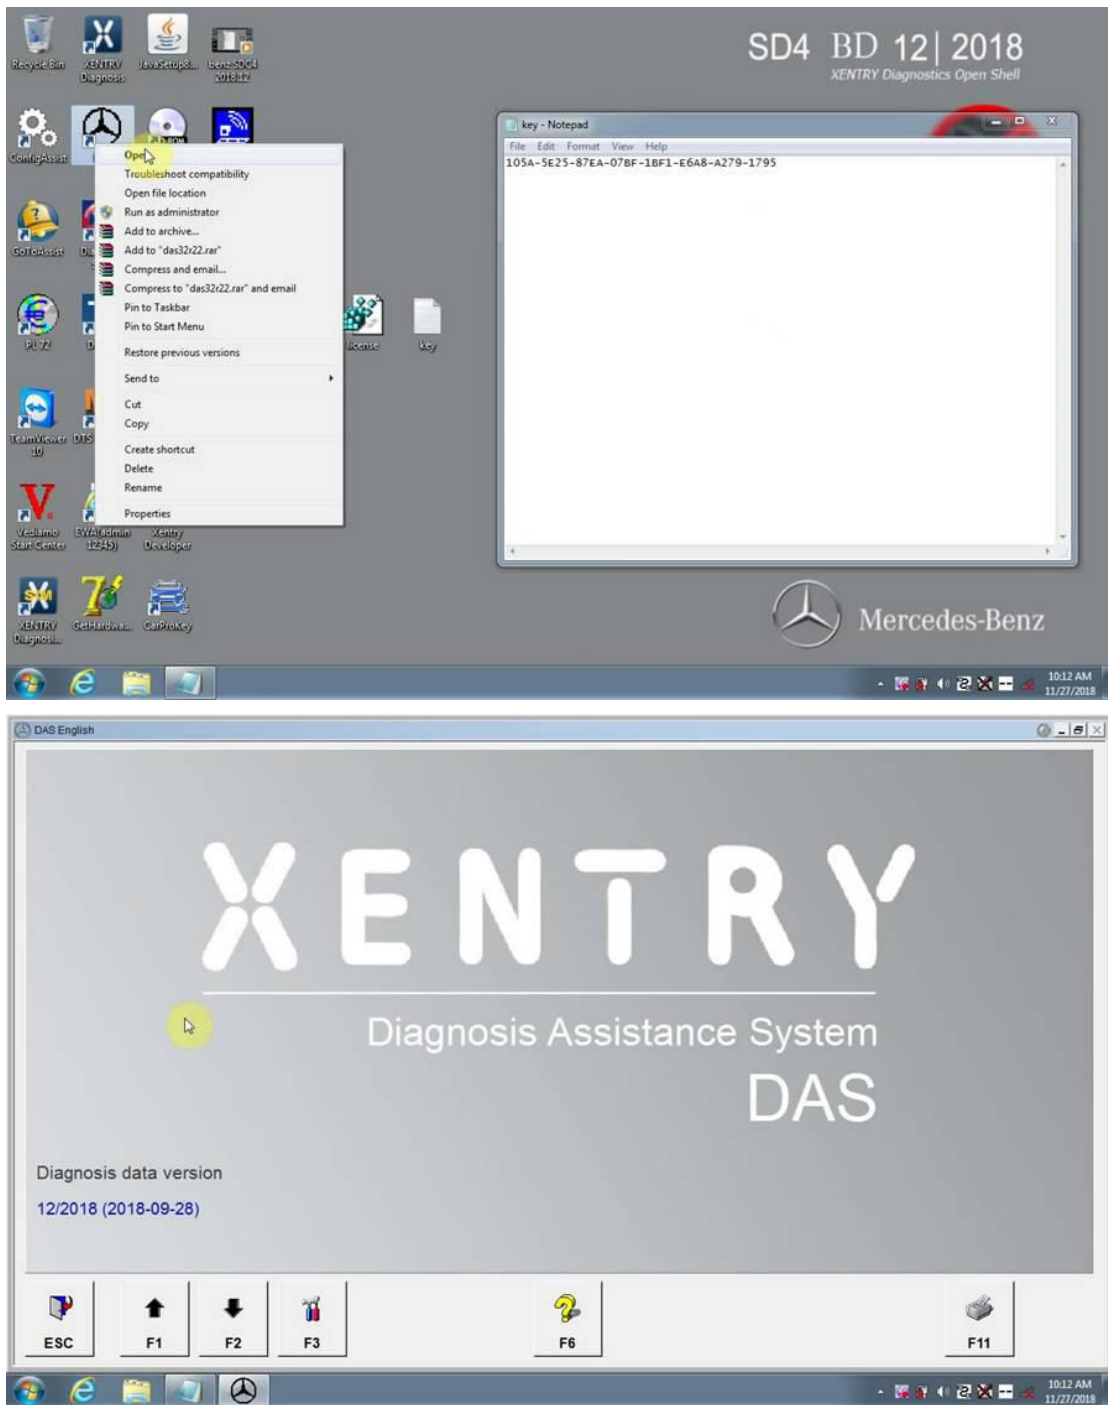 SD4 BD 12| 2018
XENTRY Diagnostics Open Shell
Recycle Bin
XENTRY Diagnosis
JavaSetup8...
benz SDC4 2018.12
ConfigAssist
key - Notepad
File Edit Format View Help
105A-5E25-87EA-07BF-1BF1-E6A8-A279-1795
Open
Troubleshoot compatibility
Open file location
Run as administrator
Add to archive...
Add to "das32r22.rar"
Compress and email...
Compress to "das32r22.rar" and email
Pin to Taskbar
Pin to Start Menu
Restore previous versions
Send to
Cut
Copy
Create shortcut
Delete
Rename
Properties
GoToAssist
license
key
TeamViewer 10
DTS
Vediamo Start Center
EWA(admin 12345)
Xentry Developer
XENTRY Diagnosi...
GetHardwa...
CarProKey
Mercedes-Benz
10:12 AM
11/27/2018
DAS English
XENTRY
Diagnosis Assistance System
DAS
Diagnosis data version
12/2018 (2018-09-28)
ESC
F1
F2
F3
F6
F11
10:12 AM
11/27/2018